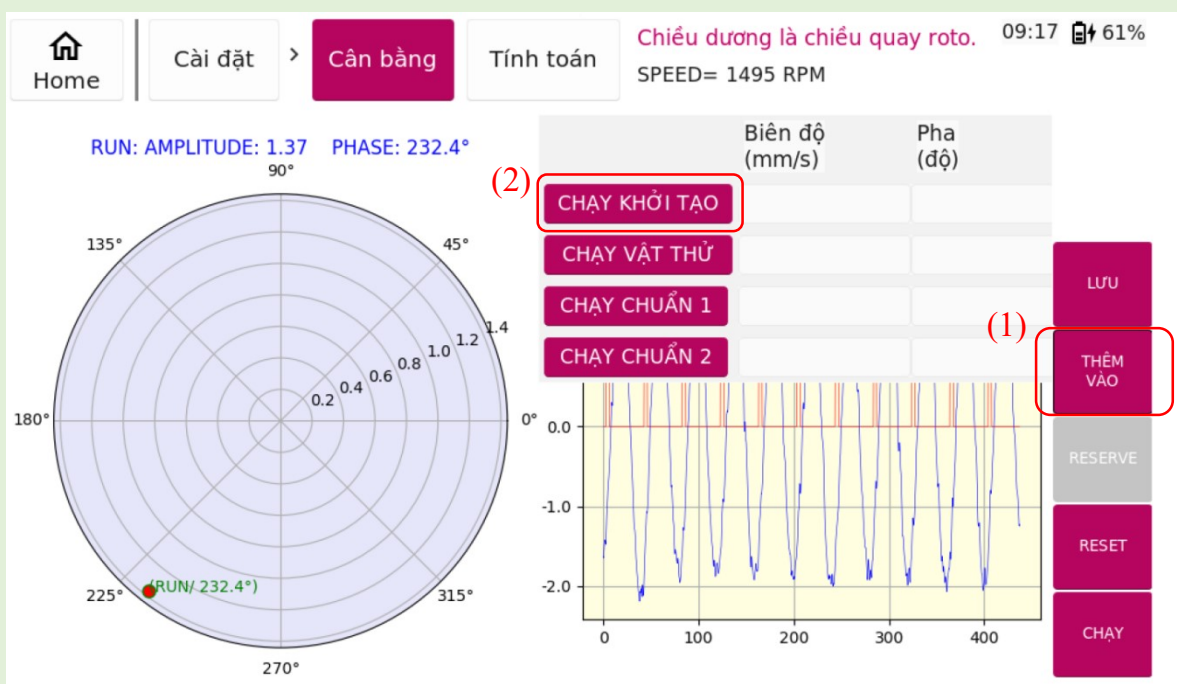 Home
Cài đặt
>
Cân bằng
Tính toán
Chiều dương là chiều quay roto.
SPEED= 1495 RPM
09:17
61%
RUN: AMPLITUDE: 1.37 PHASE: 232.4°
90°
135°
45°
1.4
1.2
1.0
0.8
0.6
0.4
0.2
180°
0°
(RUN/ 232.4°)
225°
315°
270°
Biên độ
(mm/s)
Pha
(độ)
(2)
CHẠY KHỞI TẠO
CHẠY VẬT THỬ
CHẠY CHUẨN 1
CHẠY CHUẨN 2
0.0
-1.0
-2.0
0
100
200
300
400
LƯU
(1)
THÊM
VÀO
RESERVE
RESET
CHẠY